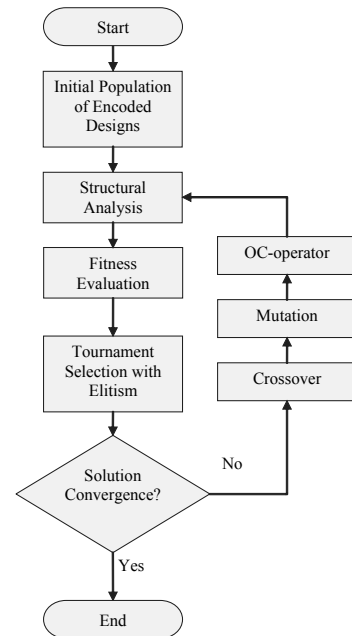 Start
Initial Population
of Encoded
Designs
Structural
Analysis
Fitness
Evaluation
Tournament
Selection with
Elitism
Solution
Convergence?
No
Crossover
Mutation
OC-operator
Yes
End